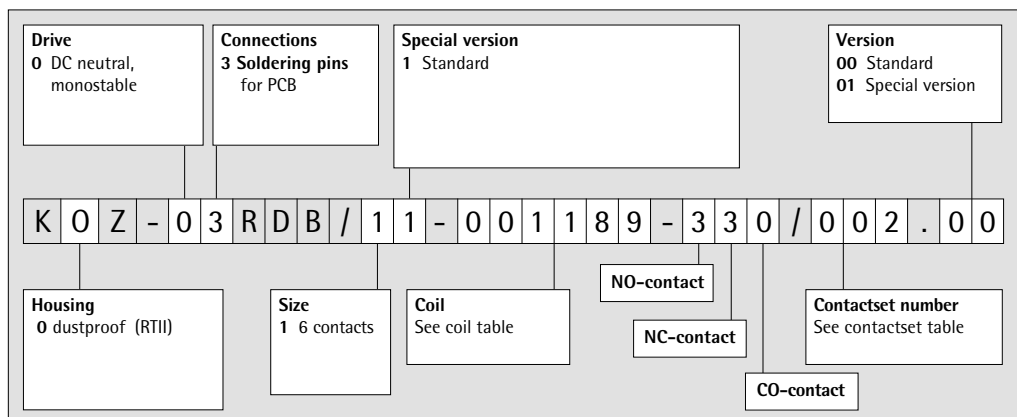 Drive
0 DC neutral,
monostable
Connections
3 Soldering pins
for PCB
Special version
1 Standard
Version
00 Standard
01 Special version
K O Z - 0 3 R D B / 1 1 - 0 0 1 1 8 9 - 3 3 0 / 0 0 2 . 0 0
Housing
0 dustproof (RTII)
Size
1 6 contacts
Coil
See coil table
NO-contact
NC-contact
CO-contact
Contactset number
See contactset table